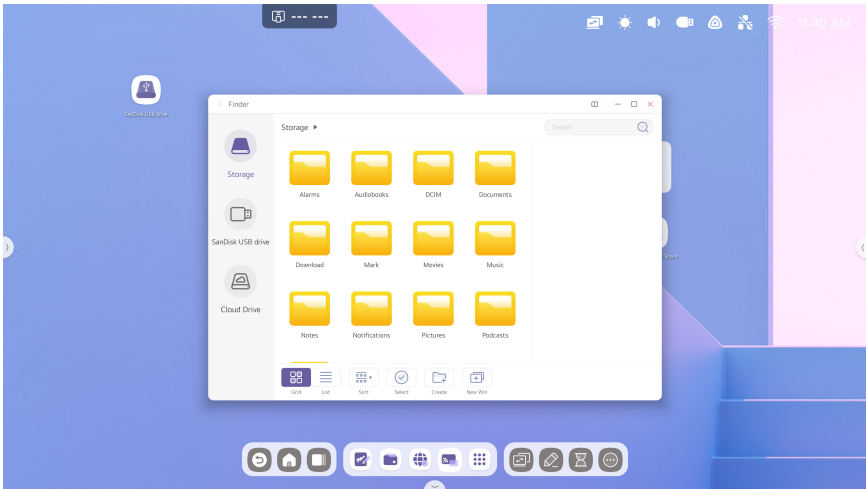 --- ---
11:40 AM
SanDisk USB drive
Finder
Storage
Search
Storage
SanDisk USB drive
Cloud Drive
Alarms
Audiobooks
DCIM
Documents
Download
Mark
Movies
Music
Notes
Notifications
Pictures
Podcasts
Share
Grid
List
Sort
Select
Create
New Win